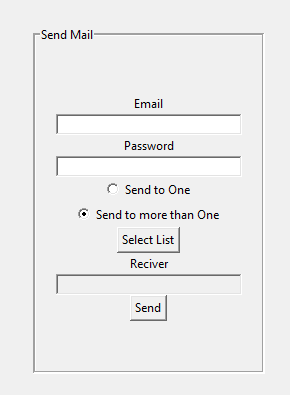 Send Mail
Email
Password
Send to One
Send to more than One
Select List
Reciver
Send